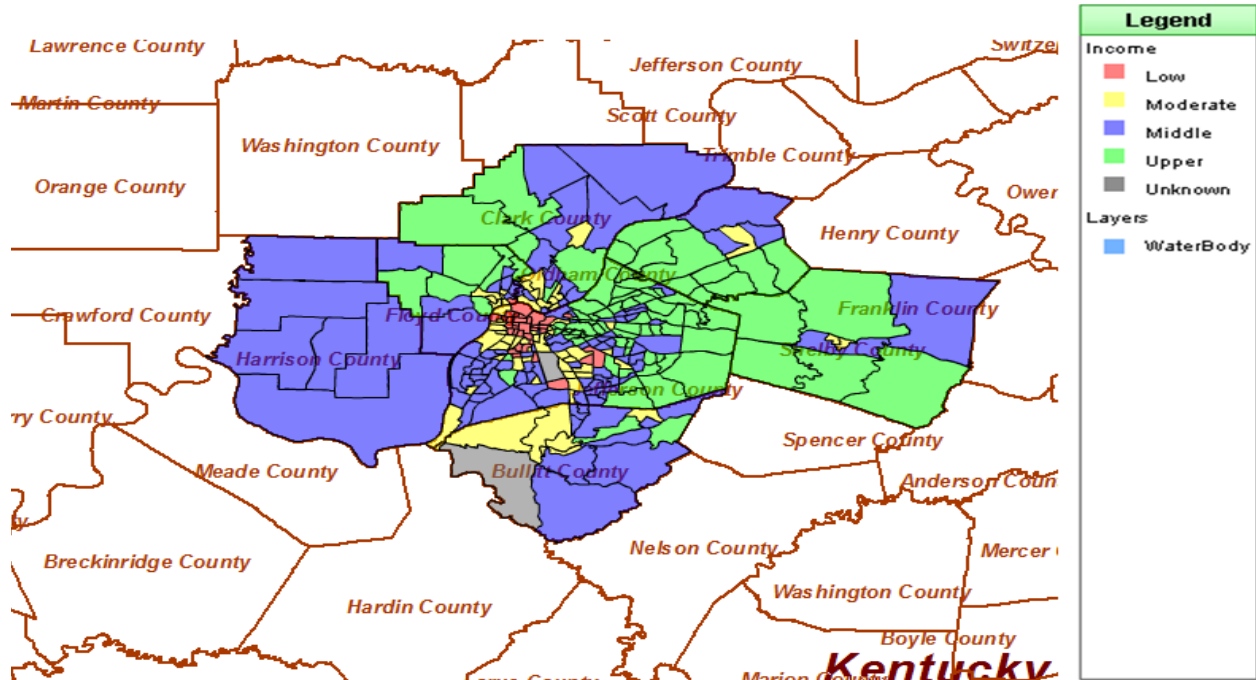 Legend
Income
Low
Moderate
Middle
Upper
Unknown
Layers
WaterBody
Lawrence County
Jefferson County
Martin County
Scott County
Washington County
Trimble County
Orange County
Clark County
Henry County
Oldham County
Franklin County
Crawford County
Floyd County
Harrison County
Shelby County
Jefferson County
ry County
Spencer County
Meade County
Bullitt County
Anderson Coun
Breckinridge County
Nelson County
Mercer
Hardin County
Washington County
Boyle County
Kentucky
Marion County